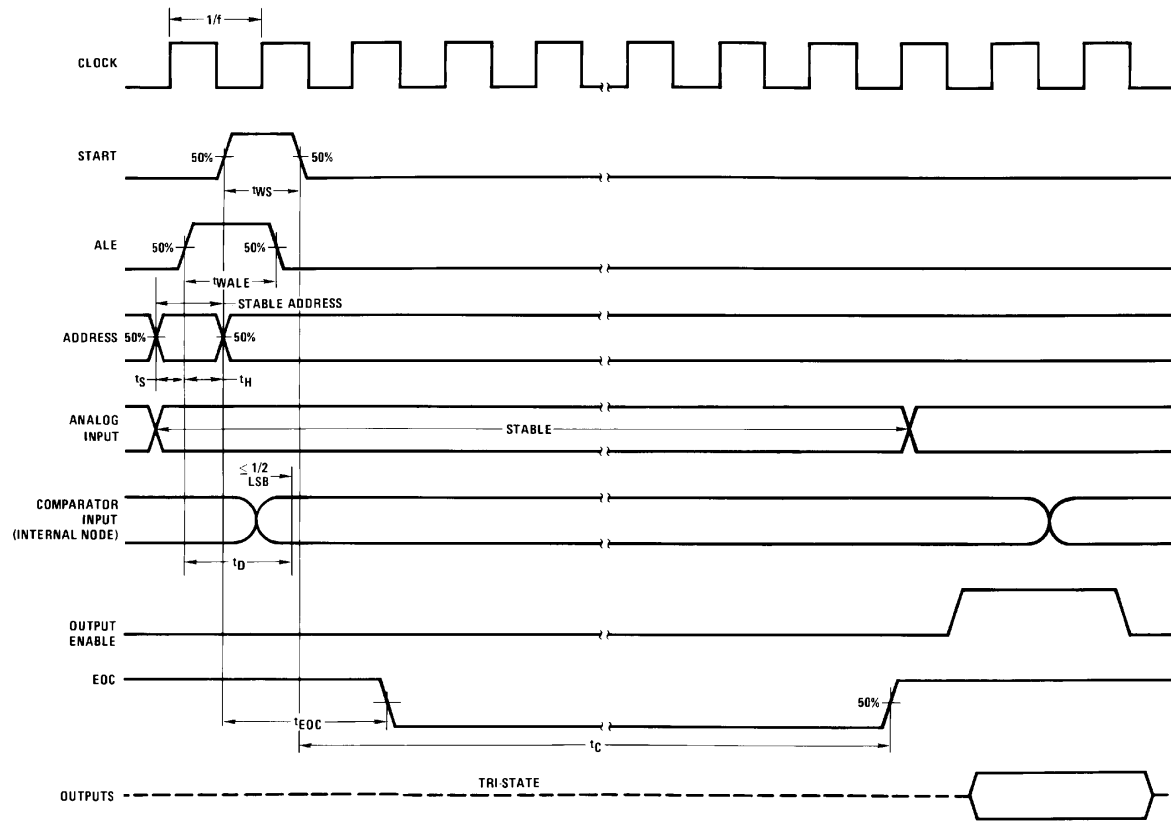 1/f
CLOCK
START
50%
50%
tWS
ALE
50%
50%
tWALE
STABLE ADDRESS
ADDRESS
50%
50%
tS
tH
ANALOG
INPUT
STABLE
≤ 1/2
LSB
COMPARATOR
INPUT
(INTERNAL NODE)
tD
OUTPUT
ENABLE
EOC
50%
tEOC
tC
TRI-STATE
OUTPUTS